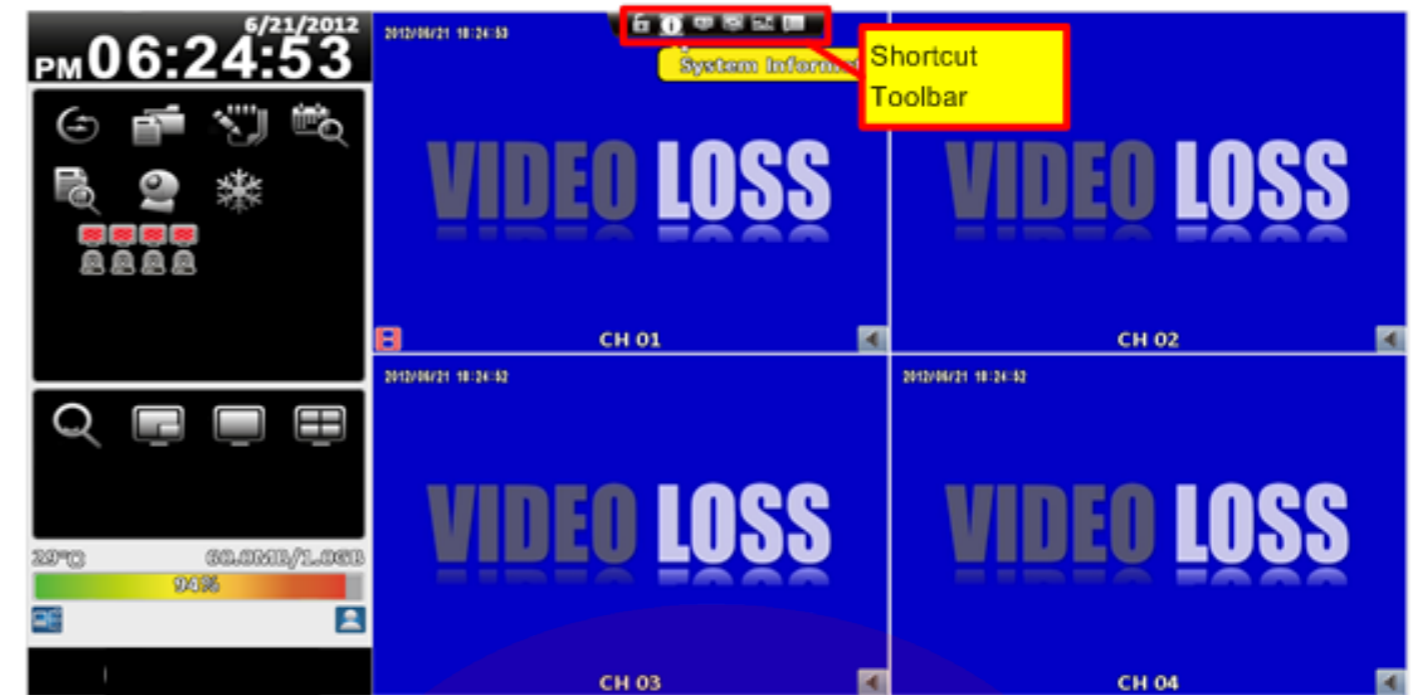 6/21/2012
PM 06:24:53
2012/06/21 18:24:53
System Informat
Shortcut
Toolbar
VIDEO LOSS
VIDEO LOSS
CH 01
CH 02
2012/06/21 18:24:52
2012/06/21 18:24:52
VIDEO LOSS
VIDEO LOSS
29°C
60.0MB/1.0GB
94%
CH 03
CH 04